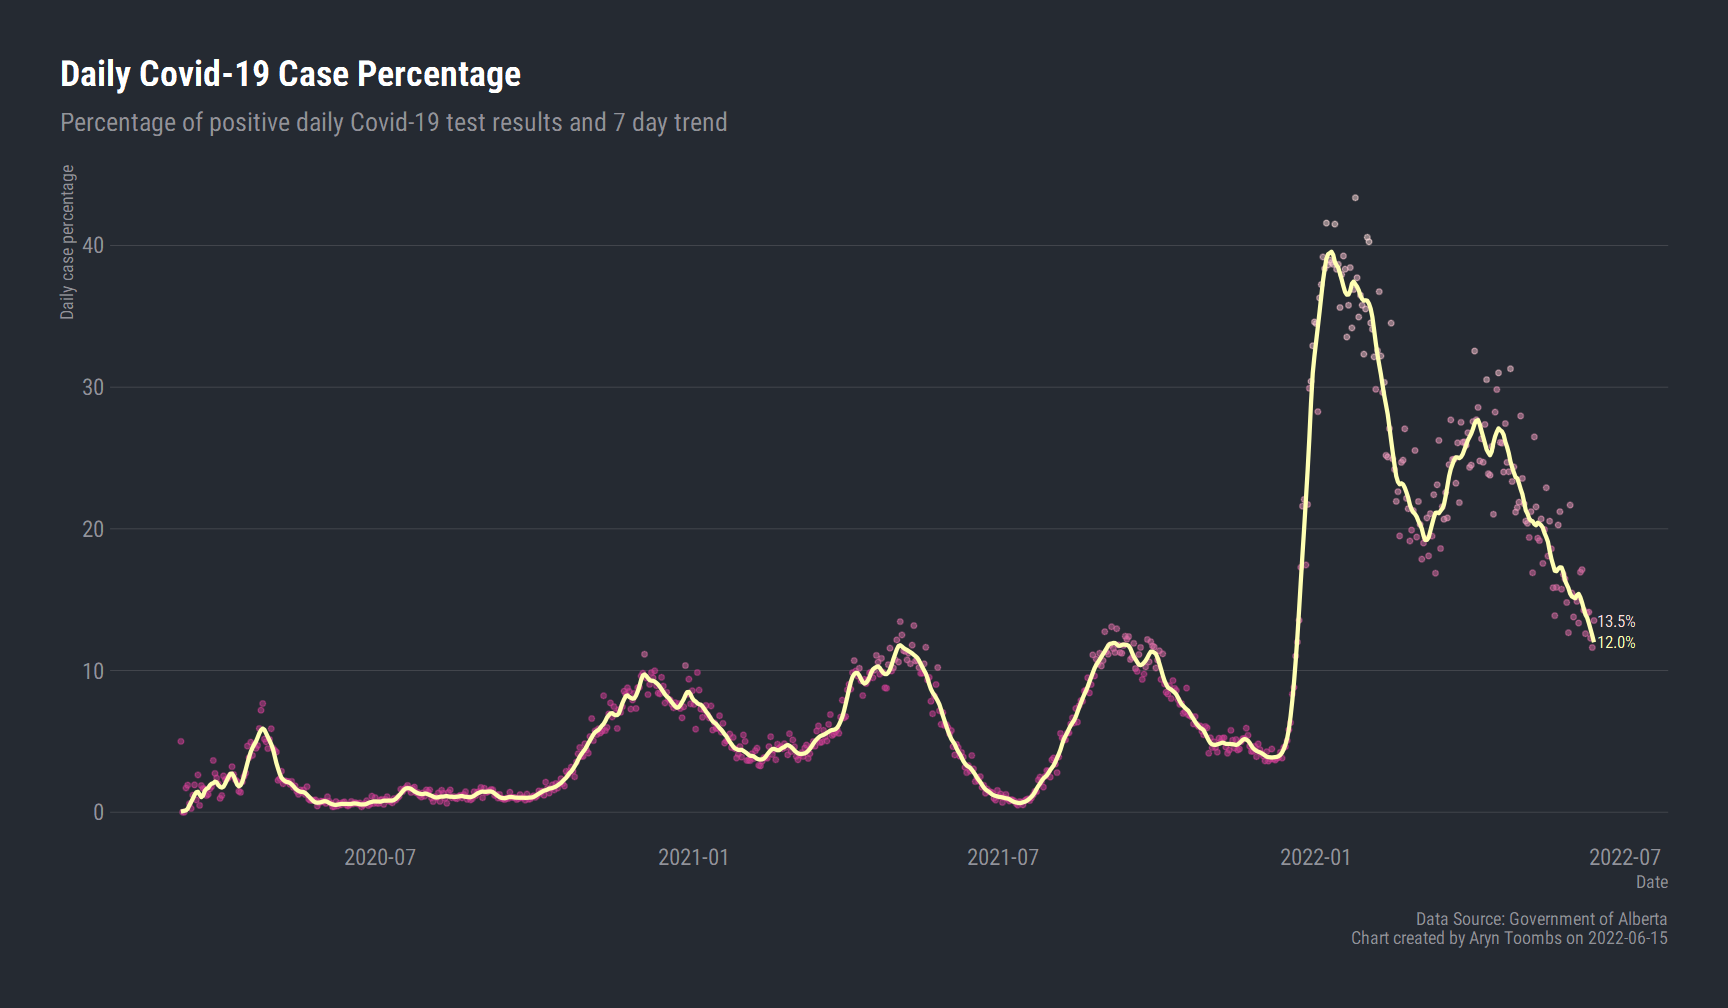 Daily Covid-19 Case Percentage
Percentage of positive daily Covid-19 test results and 7 day trend
Daily case percentage
40
30
20
10
0
13.5%
12.0%
2020-07
2021-01
2021-07
2022-01
2022-07
Date
Data Source: Government of Alberta
Chart created by Aryn Toombs on 2022-06-15